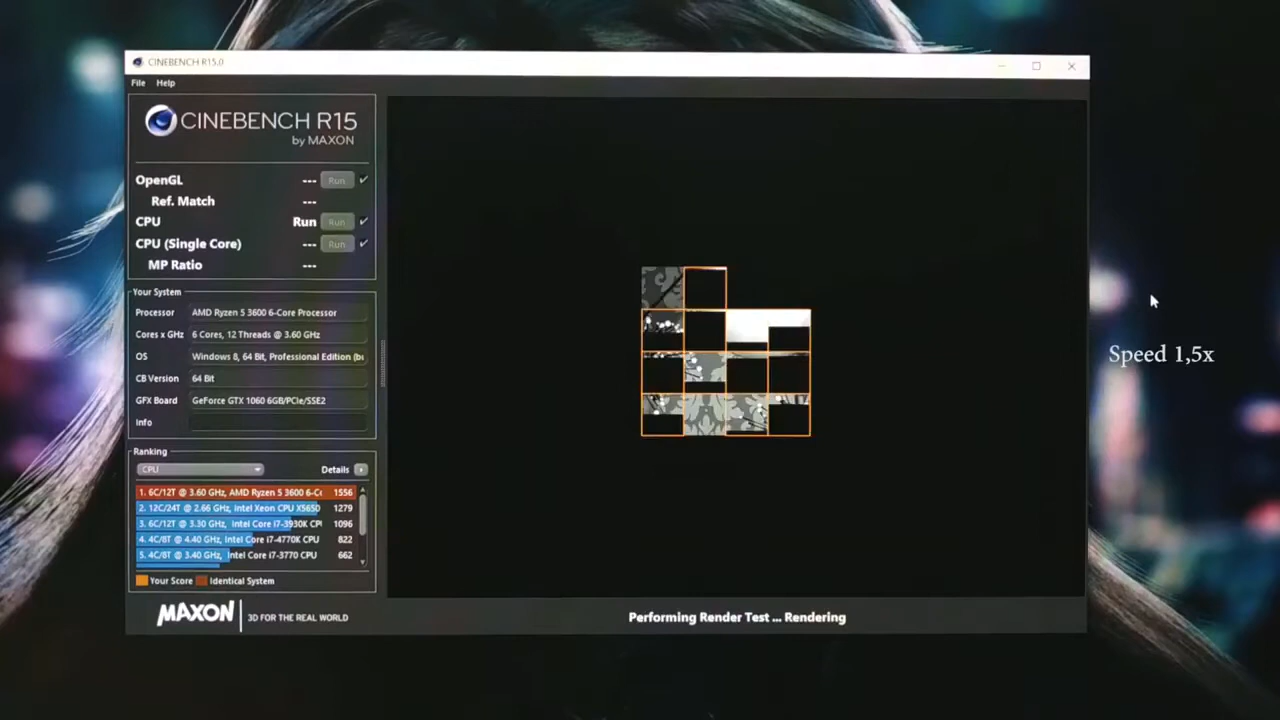 CINEBENCH R15.0
File Help
CINEBENCH R15
by MAXON
OpenGL --- Run
Ref. Match ---
CPU Run Run
CPU (Single Core) --- Run
MP Ratio ---
Your System
Processor AMD Ryzen 5 3600 6-Core Processor
Cores x GHz 6 Cores, 12 Threads @ 3.60 GHz
OS Windows 8, 64 Bit, Professional Edition (bu
CB Version 64 Bit
GFX Board GeForce GTX 1060 6GB/PCIe/SSE2
Info
Ranking
CPU Details
1. 6C/12T @ 3.60 GHz, AMD Ryzen 5 3600 6-Co 1556
2. 12C/24T @ 2.66 GHz, Intel Xeon CPU X5650 1279
3. 6C/12T @ 3.30 GHz, Intel Core i7-3930K CPU 1096
4. 4C/8T @ 4.40 GHz, Intel Core i7-4770K CPU 822
5. 4C/8T @ 3.40 GHz, Intel Core i7-3770 CPU 662
Your Score Identical System
MAXON 3D FOR THE REAL WORLD
Performing Render Test ... Rendering
Speed 1,5x